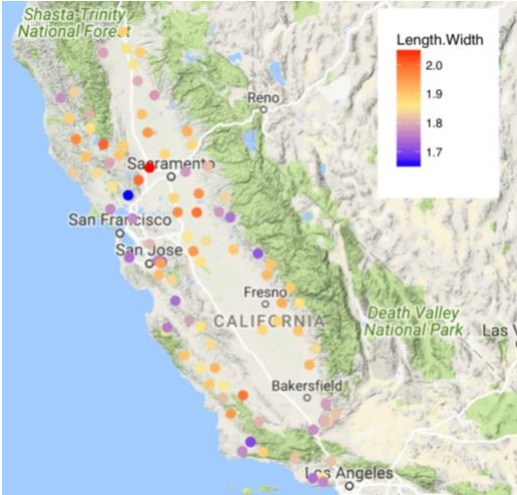 Shasta-Trinity
National Forest
Length.Width
2.0
1.9
1.8
1.7
Reno
Sacramento
San Francisco
San Jose
Fresno
CALIFORNIA
Death Valley
National Park
Las V
Bakersfield
Los Angeles